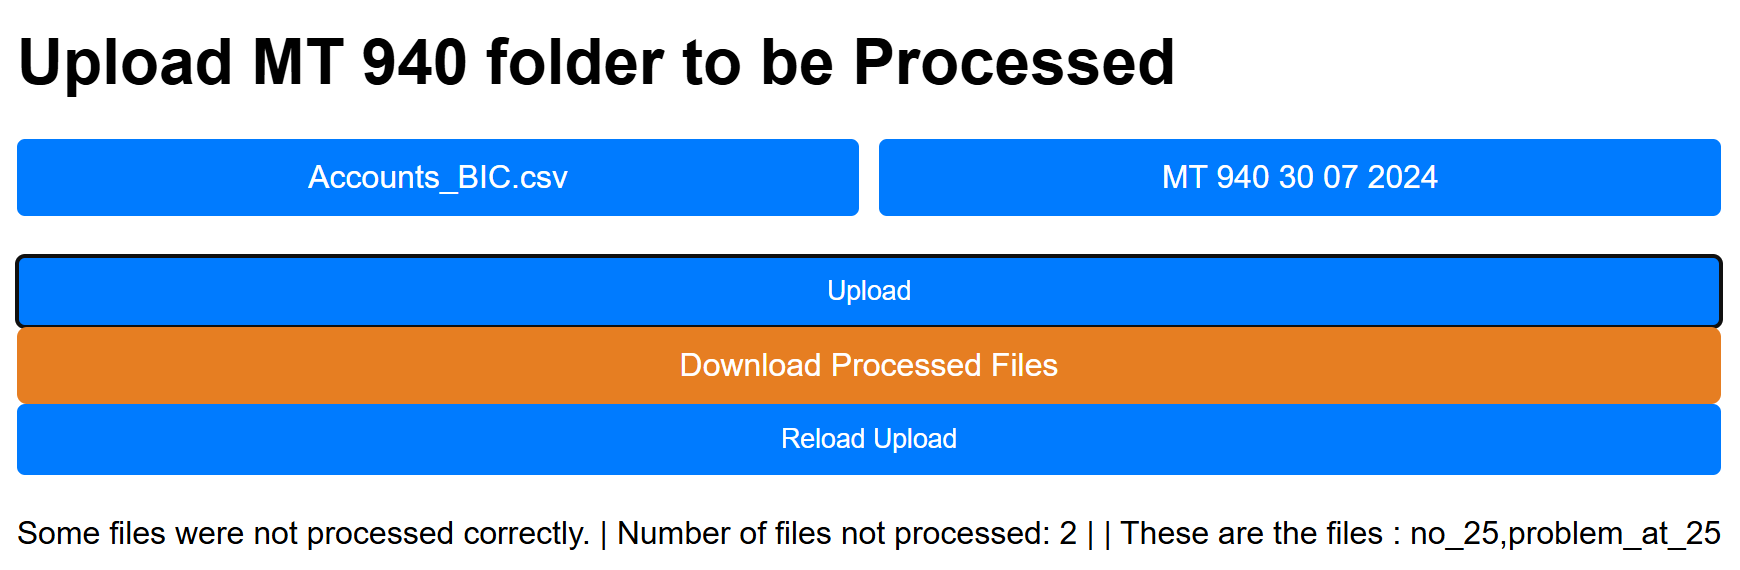 Upload MT 940 folder to be Processed
Accounts_BIC.csv
MT 940 30 07 2024
Upload
Download Processed Files
Reload Upload
Some files were not processed correctly. | Number of files not processed: 2 | | These are the files : no_25,problem_at_25